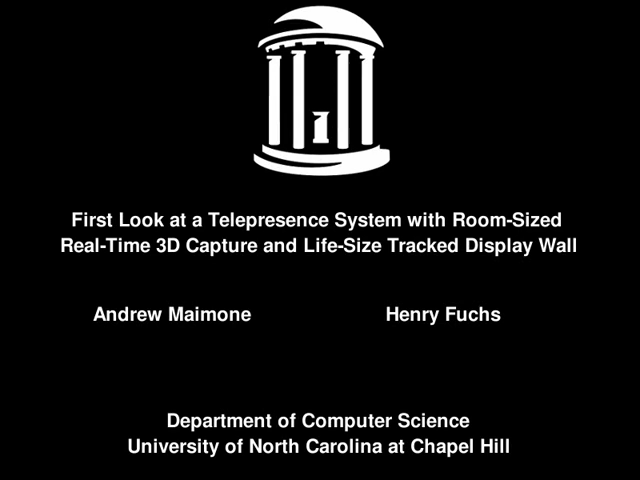 First Look at a Telepresence System with Room-Sized
Real-Time 3D Capture and Life-Size Tracked Display Wall
Andrew Maimone Henry Fuchs
Department of Computer Science
University of North Carolina at Chapel Hill